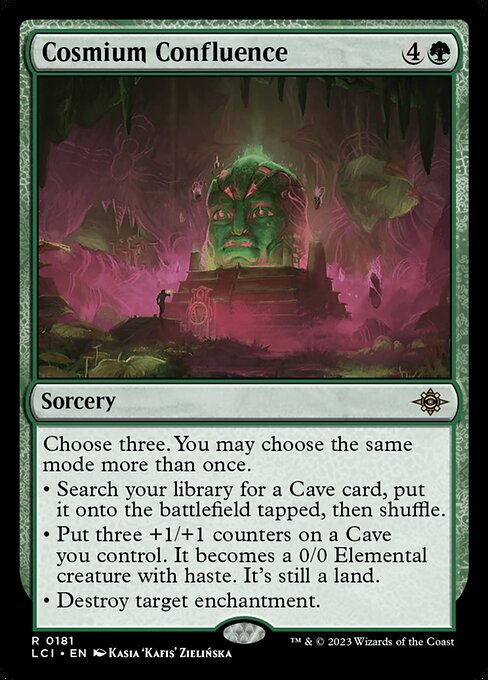 Cosmium Confluence 4
Sorcery
Choose three. You may choose the same
mode more than once.
• Search your library for a Cave card, put
it onto the battlefield tapped, then shuffle.
• Put three +1/+1 counters on a Cave
you control. It becomes a 0/0 Elemental
creature with haste. It's still a land.
• Destroy target enchantment.
R 0181
LCI • EN Kasia 'Kafis' Zielińska
™ & © 2023 Wizards of the Coast